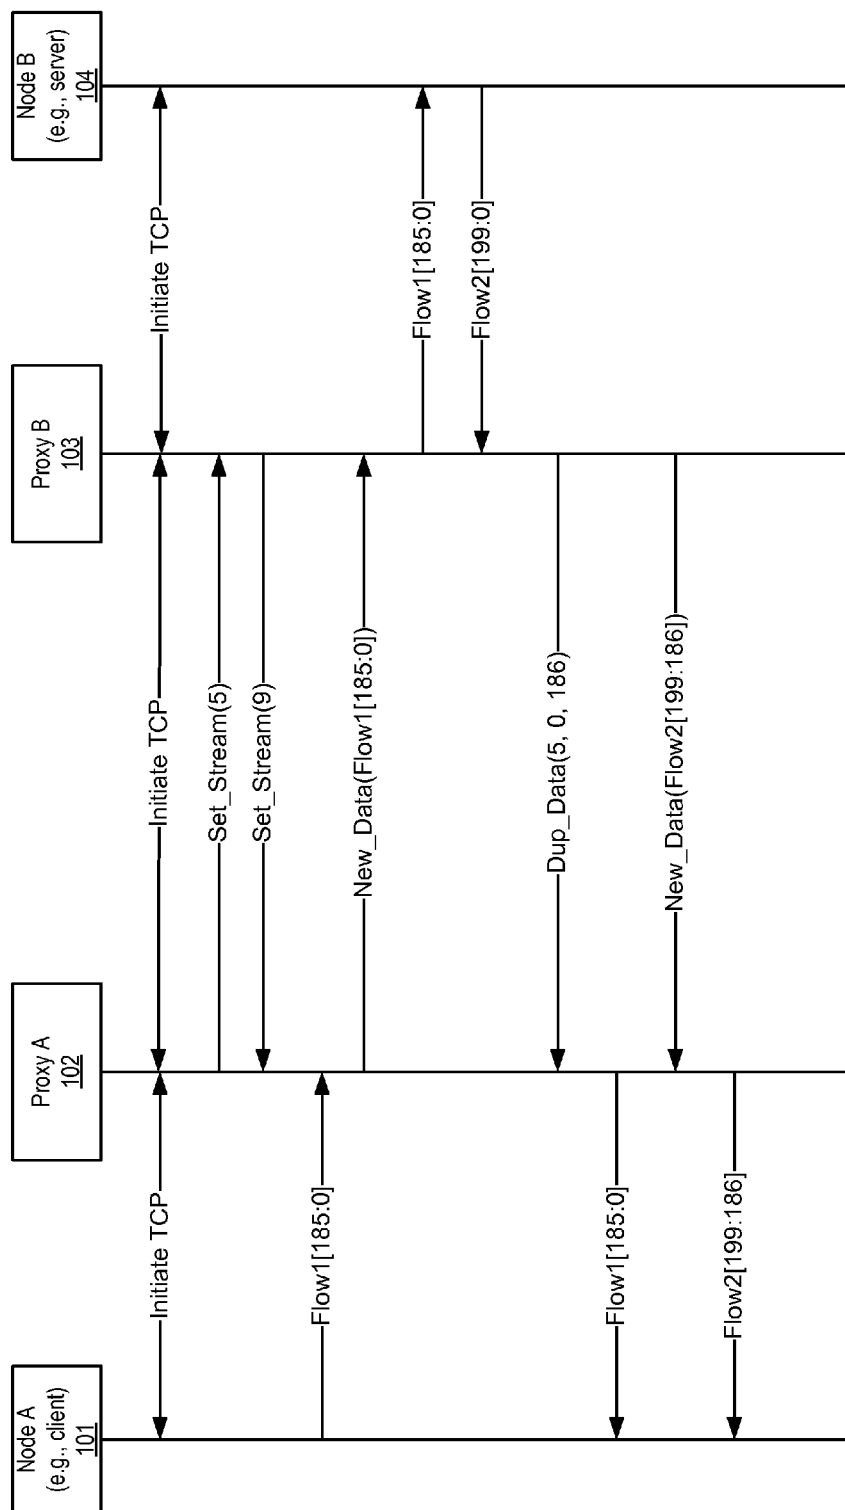 Node A
(e.g., client)
101
Proxy A
102
Proxy B
103
Node B
(e.g., server)
104
Initiate TCP
Initiate TCP
Initiate TCP
Set_Stream(5)
Set_Stream(9)
Flow1[185:0]
New_Data(Flow1[185:0])
Flow1[185:0]
Flow2[199:0]
Dup_Data(5, 0, 186)
Flow1[185:0]
New_Data(Flow2[199:186])
Flow2[199:186]